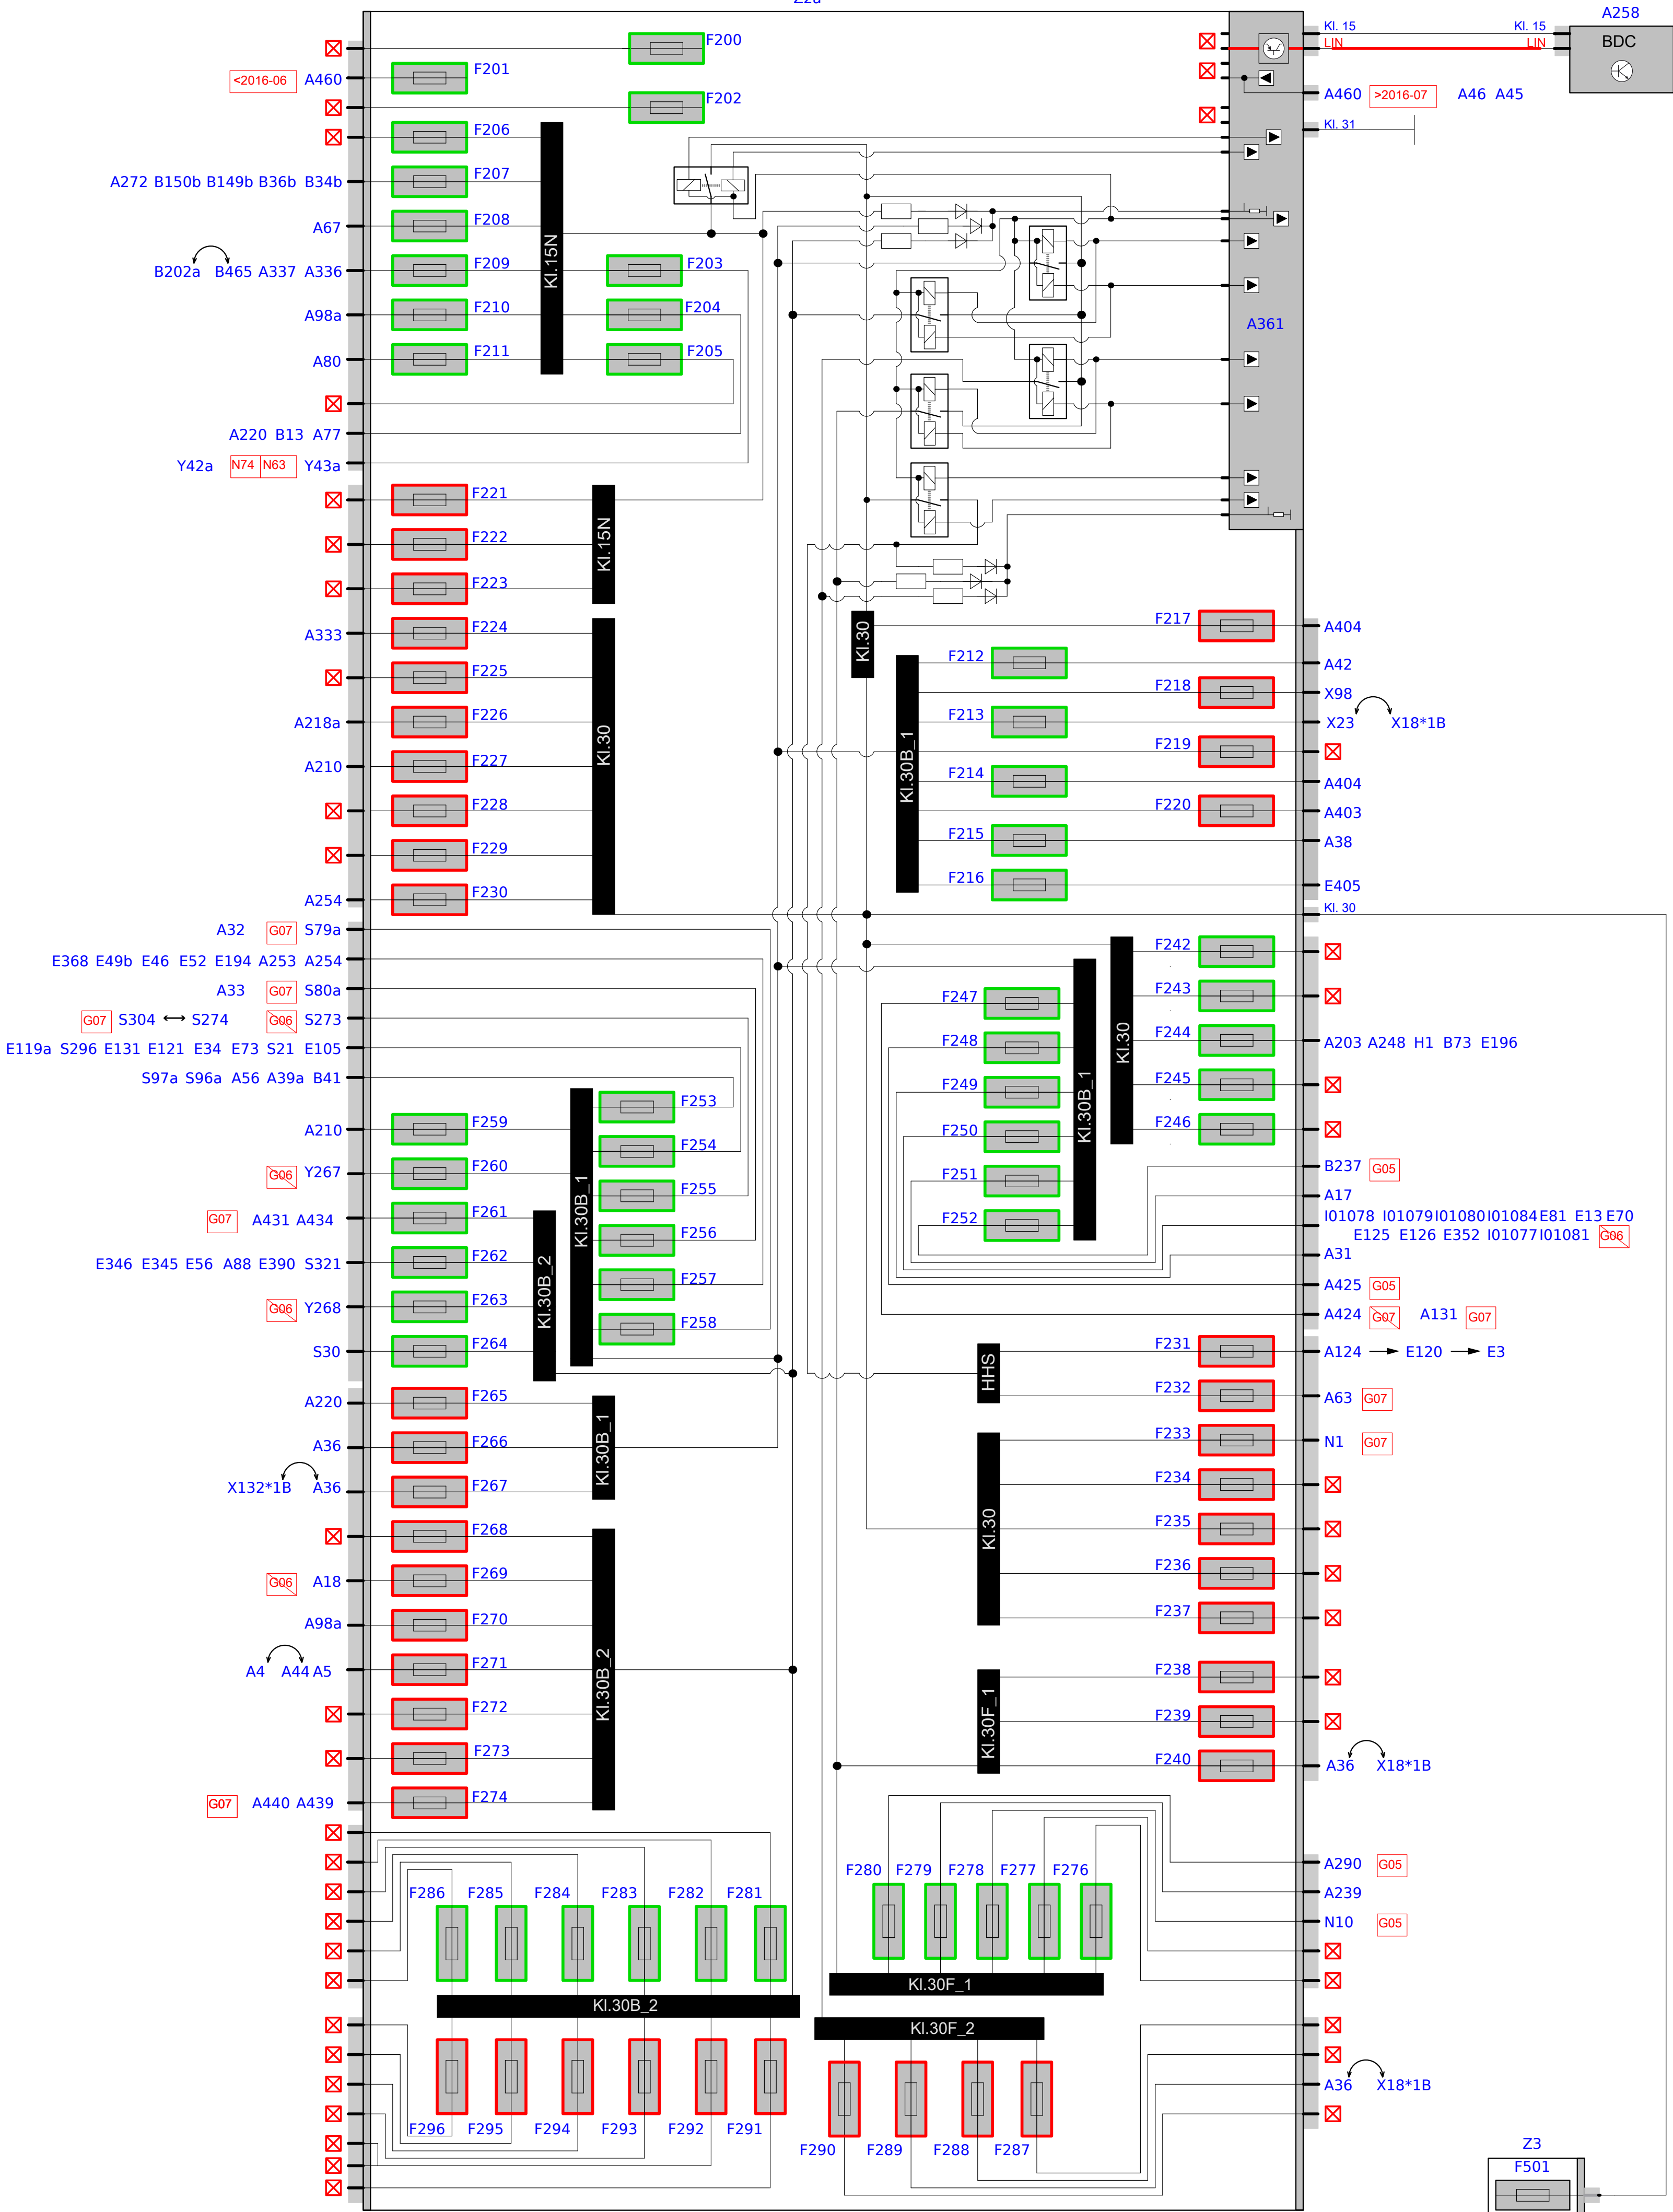 Z2a
A258
Kl. 15 Kl. 15
LIN LIN
BDC
F200
<2016-06 A460 F201
F202
A460 >2016-07 A46 A45
Kl. 31
F206
A272 B150b B149b B36b B34b F207
A67 F208
B202a B465 A337 A336 F209 F203
A98a F210 F204
A80 F211 F205
Kl.15N
A361
A220 B13 A77
Y42a N74 N63 Y43a
F221
F222
F223
Kl.15N
A333 F224
F225
A218a F226
A210 F227
F228
F229
A254 F230
Kl.30
Kl.30
F217 A404
F212 A42
F218 X98
F213 X23 X18*1B
F219
F214 A404
F220 A403
F215 A38
F216 E405
Kl.30B_1
Kl. 30
A32 G07 S79a
E368 E49b E46 E52 E194 A253 A254
A33 G07 S80a
G07 S304 S274 G06 S273
E119a S296 E131 E121 E34 E73 S21 E105
S97a S96a A56 A39a B41
F242
F243
F244 A203 A248 H1 B73 E196
F245
F246
Kl.30
F247
F248
F249
F250
F251
F252
Kl.30B_1
F253
F254
F255
F256
F257
F258
Kl.30B_1
A210 F259
G06 Y267 F260
G07 A431 A434 F261
E346 E345 E56 A88 E390 S321 F262
G06 Y268 F263
S30 F264
Kl.30B_2
B237 G05
A17
I01078 I01079 I01080 I01084 E81 E13 E70
E125 E126 E352 I01077 I01081 G06
A31
A425 G05
A424 G07 A131 G07
HHS
F231 A124 E120 E3
F232 A63 G07
F233 N1 G07
F234
F235
F236
F237
Kl.30
F238
F239
F240 A36 X18*1B
Kl.30F_1
A220 F265
A36 F266
X132*1B A36 F267
Kl.30B_1
F268
G06 A18 F269
A98a F270
A4 A44 A5 F271
F272
F273
G07 A440 A439 F274
Kl.30B_2
F286 F285 F284 F283 F282 F281
Kl.30B_2
F296 F295 F294 F293 F292 F291
F280 F279 F278 F277 F276
Kl.30F_1
A290 G05
A239
N10 G05
Kl.30F_2
F290 F289 F288 F287
A36 X18*1B
Z3
F501